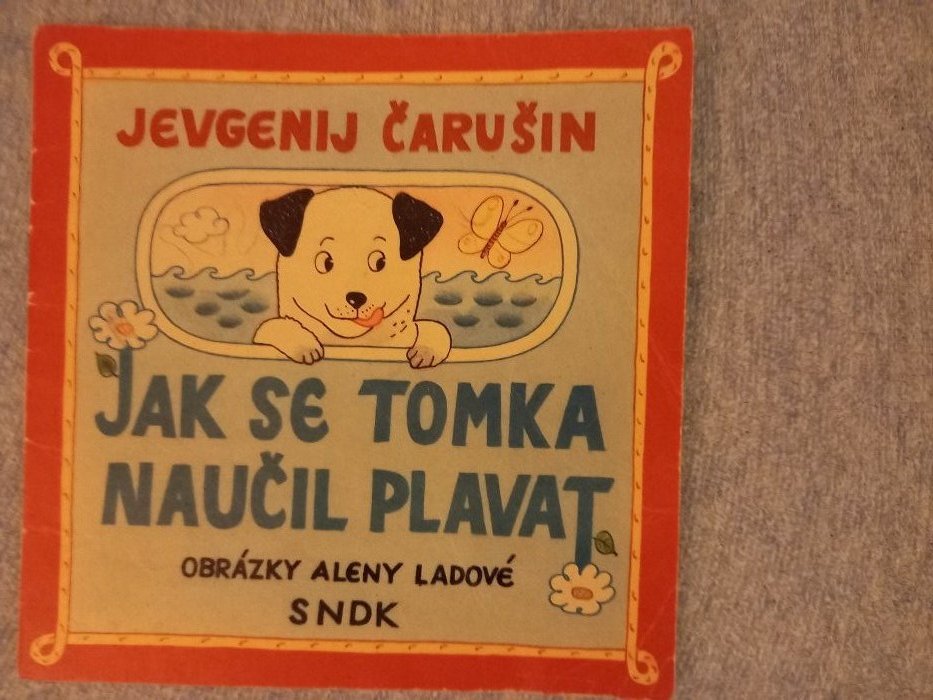 JEVGENIJ ČARUŠIN
JAK SE TOMKA
NAUČIL PLAVAT
OBRÁZKY ALENY LADOVÉ
SNDK